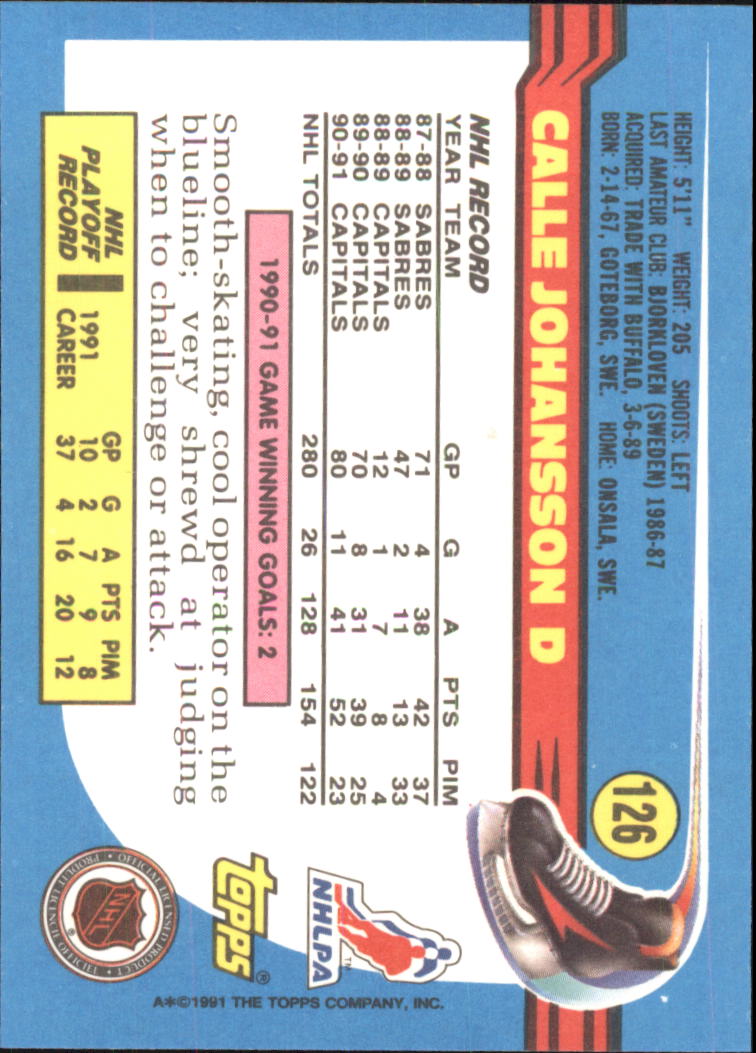 HEIGHT: 5'11" WEIGHT: 205 SHOOTS: LEFT
LAST AMATEUR CLUB: BJORKLOVEN (SWEDEN) 1986-87
ACQUIRED: TRADE WITH BUFFALO, 3-6-89
BORN: 2-14-67, GOTEBORG, SWE. HOME: ONSALA, SWE.
126
CALLE JOHANSSON D
NHL RECORD
YEAR TEAM GP G A PTS PIM
87-88 SABRES 71 4 38 42 37
88-89 SABRES 47 2 11 13 33
88-89 CAPITALS 12 1 7 8 4
89-90 CAPITALS 70 8 31 39 25
90-91 CAPITALS 80 11 41 52 23
NHL TOTALS 280 26 128 154 122
1990-91 GAME WINNING GOALS: 2
Smooth-skating, cool operator on the
blueline; very shrewd at judging
when to challenge or attack.
NHL PLAYOFF RECORD
GP G A PTS PIM
1991 10 2 7 9 8
CAREER 37 4 16 20 12
NHLPA™
topps®
NHL®
OFFICIAL LICENSED PRODUCT •
A*©1991 THE TOPPS COMPANY, INC.